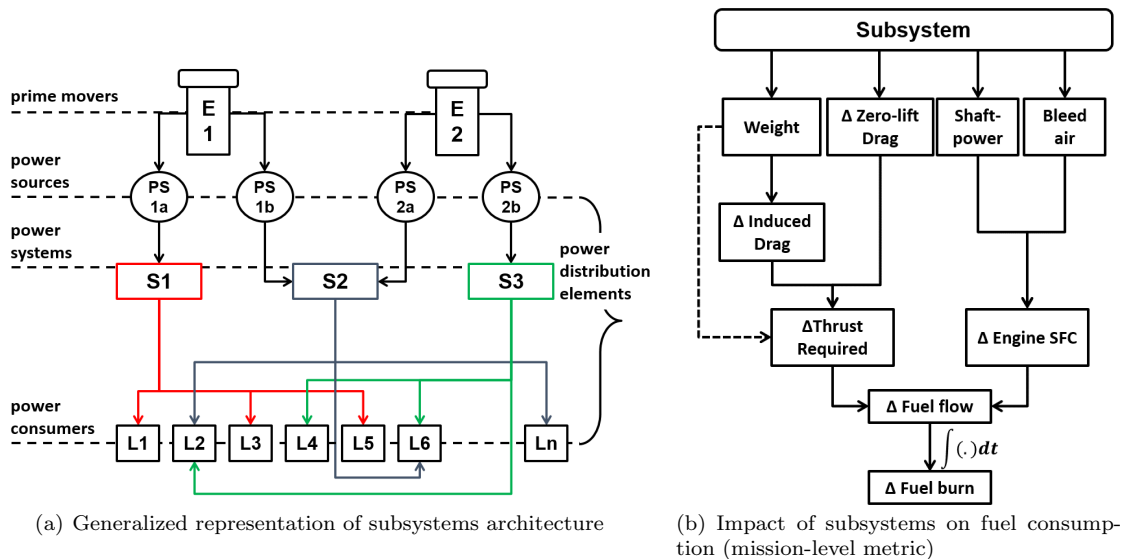 prime movers
E
1
E
2
power
sources
PS
1a
PS
1b
PS
2a
PS
2b
power
systems
S1
S2
S3
power
distribution
elements
power
consumers
L1
L2
L3
L4
L5
L6
Ln
(a) Generalized representation of subsystems architecture
Subsystem
Weight
Δ Zero-lift
Drag
Shaft-
power
Bleed
air
Δ Induced
Drag
ΔThrust
Required
Δ Engine SFC
Δ Fuel flow
∫(.)dt
Δ Fuel burn
(b) Impact of subsystems on fuel consump-
tion (mission-level metric)